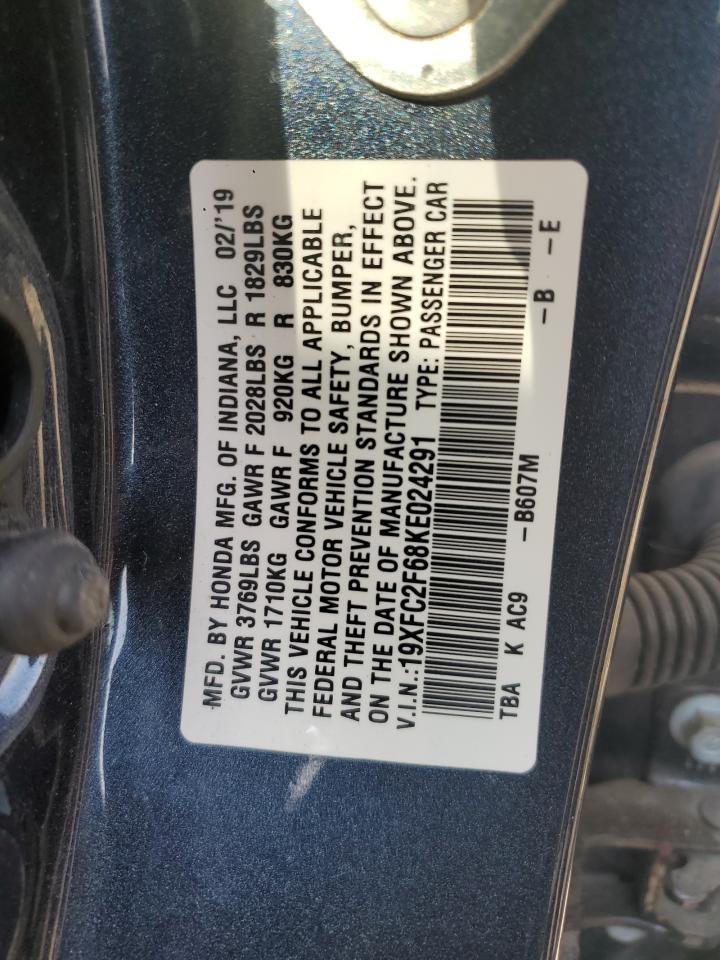 MFD. BY HONDA MFG. OF INDIANA, LLC 02/'19
GVWR 3769LBS GAWR F 2028LBS R 1829LBS
GVWR 1710KG GAWR F 920KG R 830KG
THIS VEHICLE CONFORMS TO ALL APPLICABLE
FEDERAL MOTOR VEHICLE SAFETY, BUMPER,
AND THEFT PREVENTION STANDARDS IN EFFECT
ON THE DATE OF MANUFACTURE SHOWN ABOVE.
V.I.N.:19XFC2F68KE024291 TYPE: PASSENGER CAR
TBA K AC9 -B607M -B -E